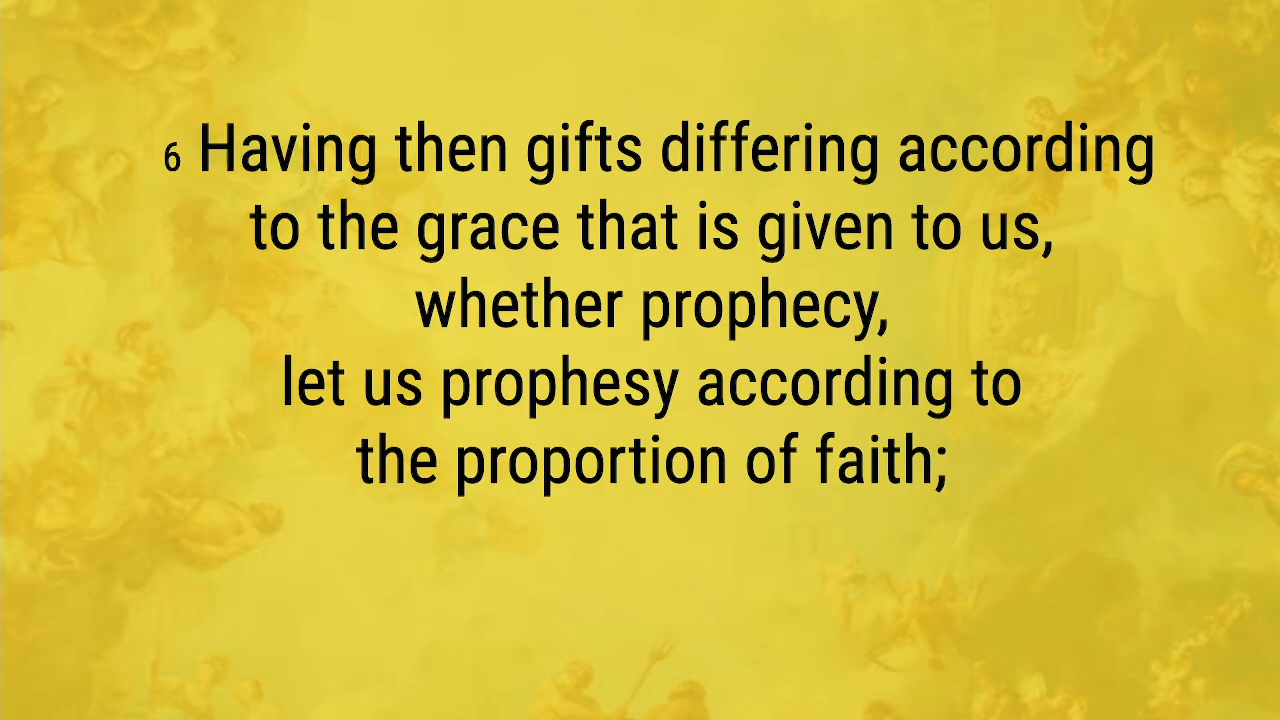 6 Having then gifts differing according
to the grace that is given to us,
whether prophecy,
let us prophesy according to
the proportion of faith;